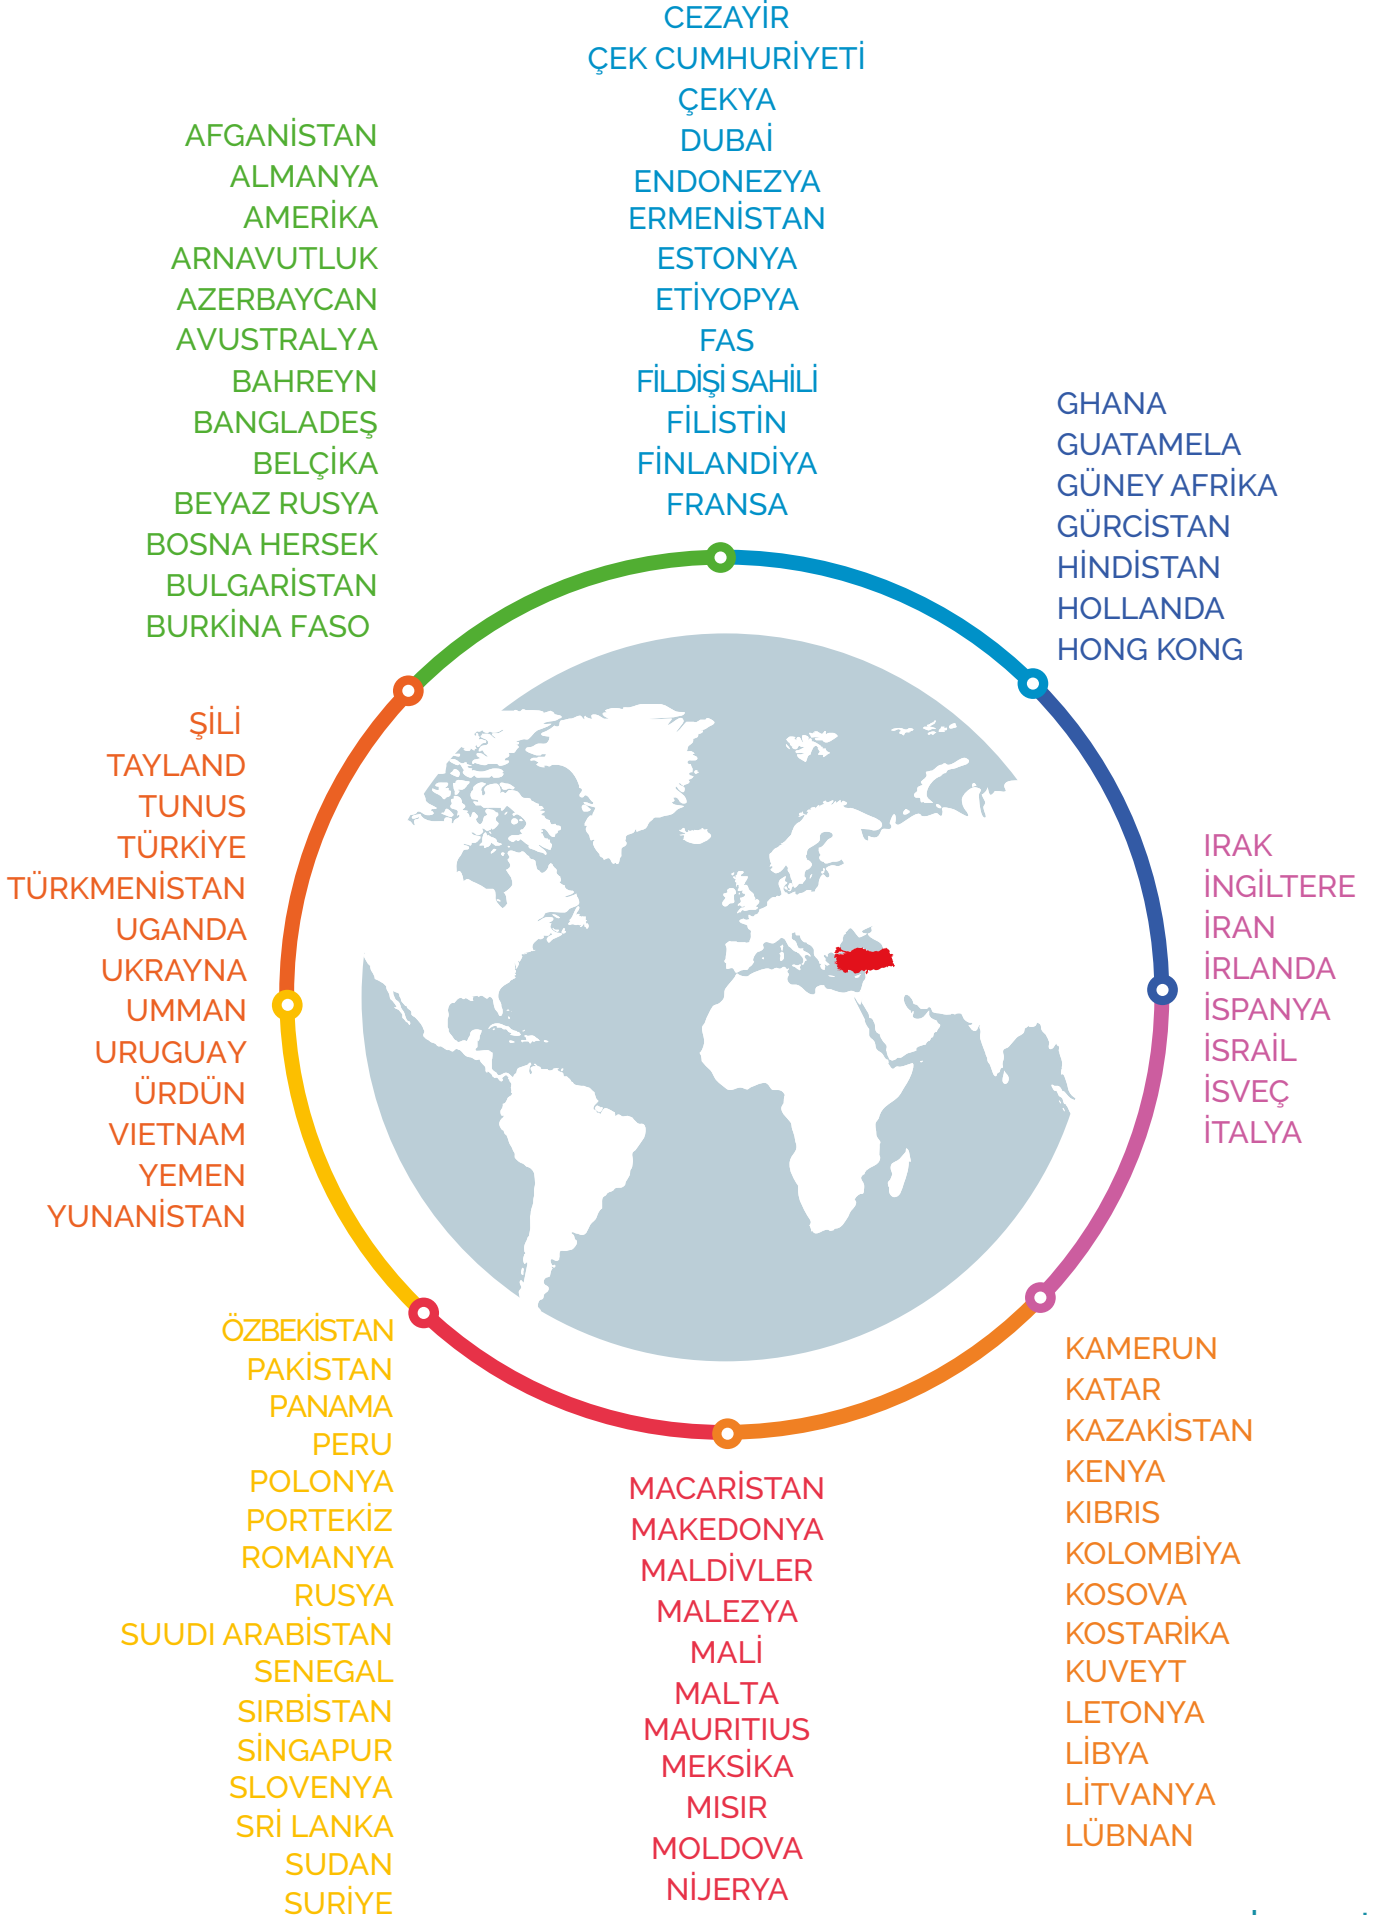 AFGANİSTAN
ALMANYA
AMERİKA
ARNAVUTLUK
AZERBAYCAN
AVUSTRALYA
BAHREYN
BANGLADEŞ
BELÇİKA
BEYAZ RUSYA
BOSNA HERSEK
BULGARİSTAN
BURKİNA FASO
CEZAYİR
ÇEK CUMHURİYETİ
ÇEKYA
DUBAİ
ENDONEZYA
ERMENİSTAN
ESTONYA
ETİYOPYA
FAS
FİLDİŞİ SAHİLİ
FİLİSTİN
FİNLANDİYA
FRANSA
GHANA
GUATAMELA
GÜNEY AFRİKA
GÜRCİSTAN
HİNDİSTAN
HOLLANDA
HONG KONG
IRAK
İNGİLTERE
İRAN
İRLANDA
İSPANYA
İSRAİL
İSVEÇ
İTALYA
KAMERUN
KATAR
KAZAKİSTAN
KENYA
KIBRIS
KOLOMBİYA
KOSOVA
KOSTARİKA
KUVEYT
LETONYA
LİBYA
LİTVANYA
LÜBNAN
MACARİSTAN
MAKEDONYA
MALDİVLER
MALEZYA
MALİ
MALTA
MAURITIUS
MEKSİKA
MISIR
MOLDOVA
NİJERYA
ÖZBEKİSTAN
PAKİSTAN
PANAMA
PERU
POLONYA
PORTEKİZ
ROMANYA
RUSYA
SUUDI ARABİSTAN
SENEGAL
SIRBİSTAN
SİNGAPUR
SLOVENYA
SRİ LANKA
SUDAN
SURİYE
ŞİLİ
TAYLAND
TUNUS
TÜRKİYE
TÜRKMENİSTAN
UGANDA
UKRAYNA
UMMAN
URUGUAY
ÜRDÜN
VIETNAM
YEMEN
YUNANİSTAN